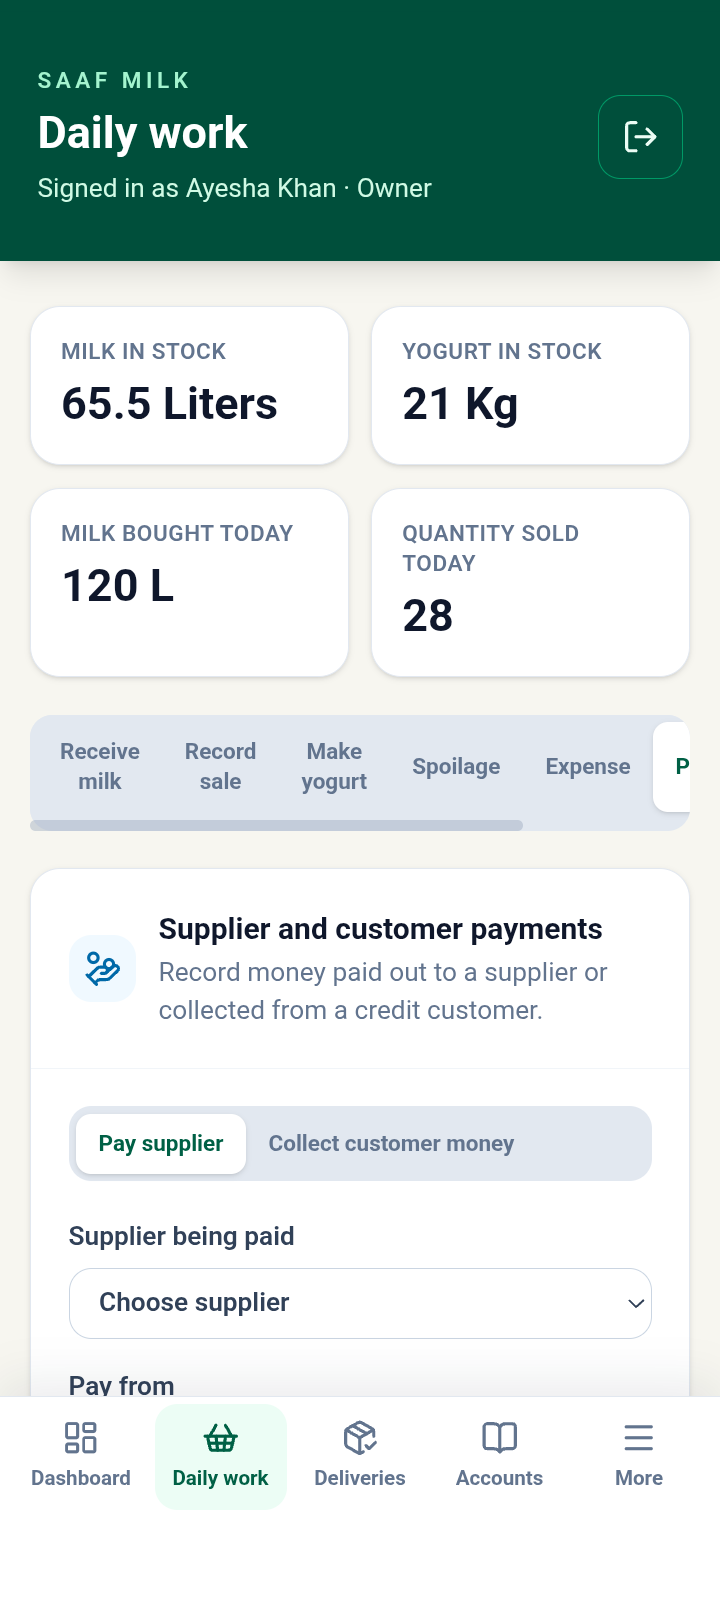 SAAF MILK
Daily work
Signed in as Ayesha Khan · Owner
MILK IN STOCK
65.5 Liters
YOGURT IN STOCK
21 Kg
MILK BOUGHT TODAY
120 L
QUANTITY SOLD
TODAY
28
Receive
milk
Record
sale
Make
yogurt
Spoilage
Expense
P
Supplier and customer payments
Record money paid out to a supplier or
collected from a credit customer.
Pay supplier
Collect customer money
Supplier being paid
Choose supplier
Pay from
Dashboard
Daily work
Deliveries
Accounts
More